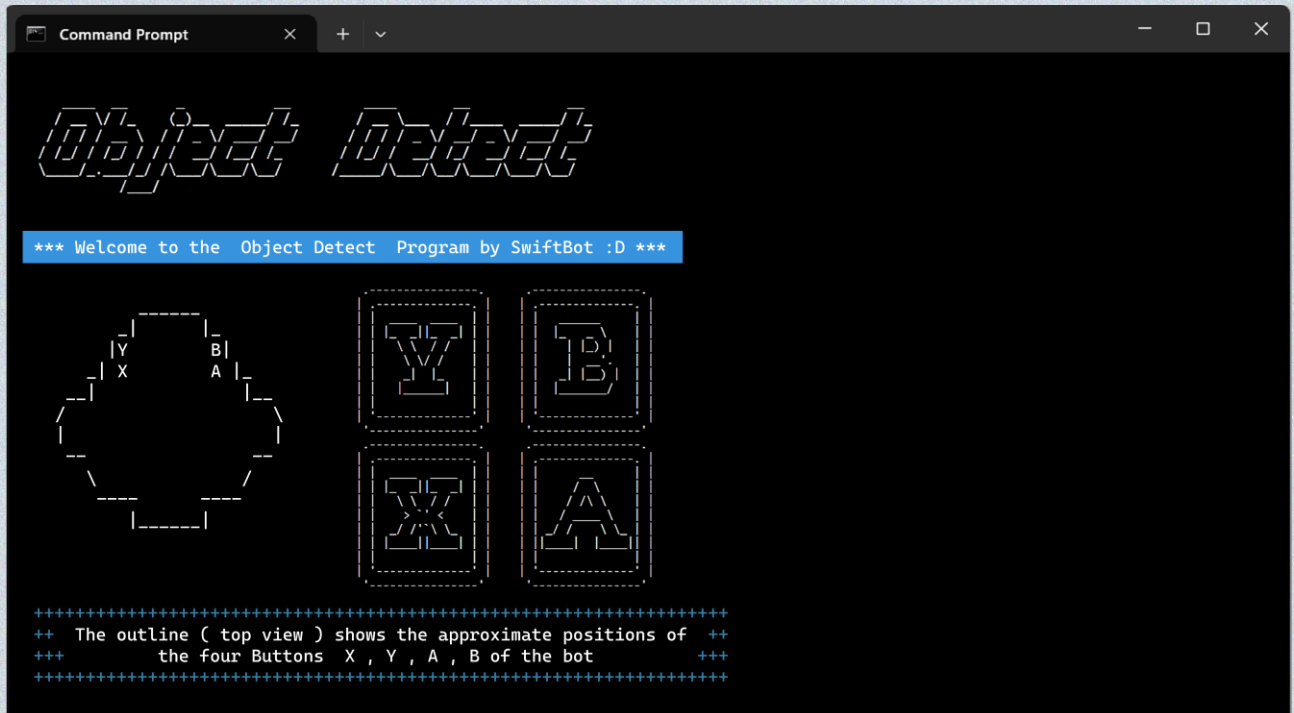 Command Prompt
Object Detect
*** Welcome to the  Object Detect  Program by SwiftBot :D ***
Y B
X A
Y B
X A
++++++++++++++++++++++++++++++++++++++++++++++++++++++++++++++++++++
++  The outline ( top view ) shows the approximate positions of  ++
+++         the four Buttons  X , Y , A , B of the bot          +++
++++++++++++++++++++++++++++++++++++++++++++++++++++++++++++++++++++